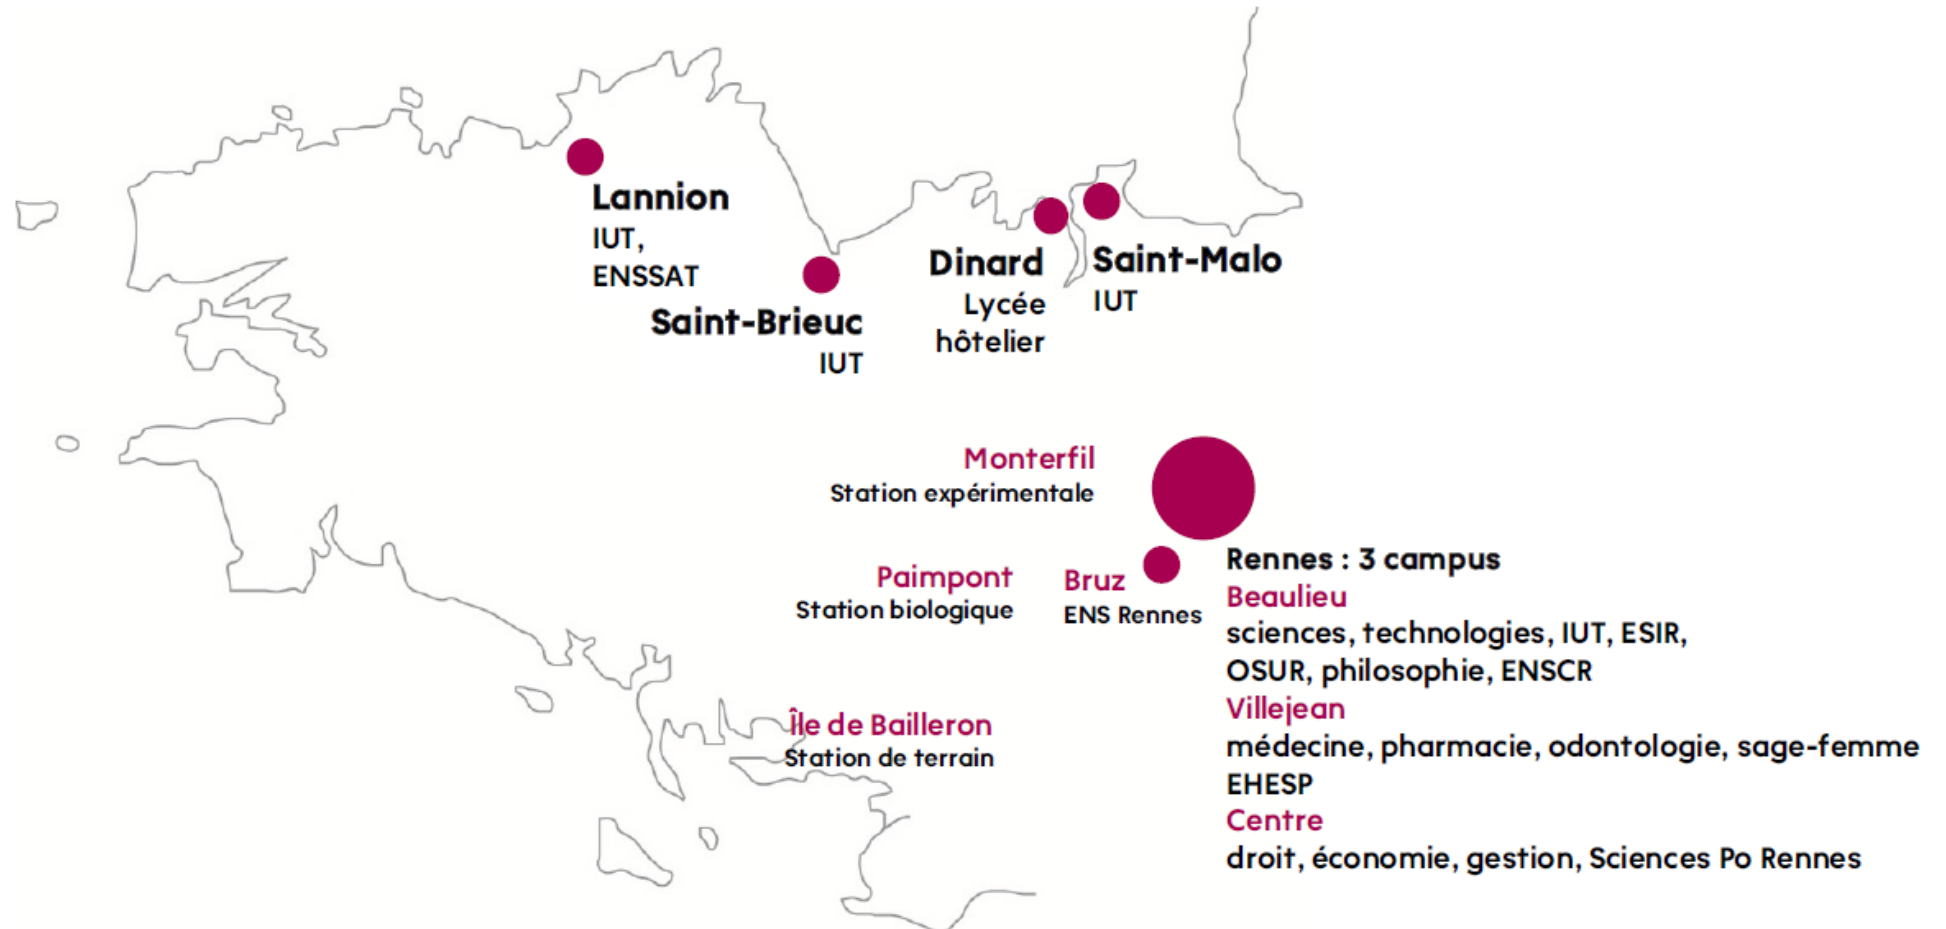 Lannion
IUT,
ENSSAT
Saint-Brieuc
IUT
Dinard
Lycée
hôtelier
Saint-Malo
IUT
Monterfil
Station expérimentale
Paimpont
Station biologique
Bruz
ENS Rennes
Île de Bailleron
Station de terrain
Rennes : 3 campus
Beaulieu
sciences, technologies, IUT, ESIR,
OSUR, philosophie, ENSCR
Villejean
médecine, pharmacie, odontologie, sage-femme
EHESP
Centre
droit, économie, gestion, Sciences Po Rennes